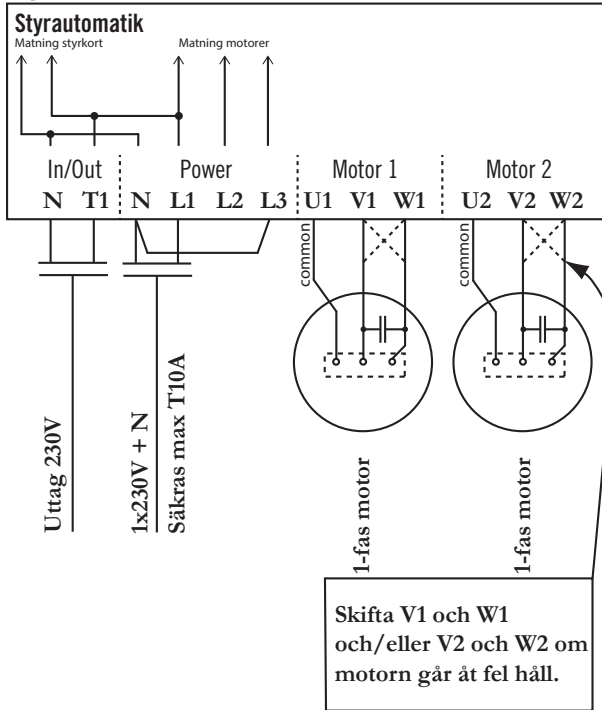 Styrautomatik
Matning styrkort
Matning motorer
In/Out
Power
Motor 1
Motor 2
N T1 N L1 L2 L3 U1 V1 W1 U2 V2 W2
common
common
Uttag 230V
1x230V + N
Säkras max T10A
1-fas motor
1-fas motor
Skifta V1 och W1
och/eller V2 och W2 om
motorn går åt fel håll.